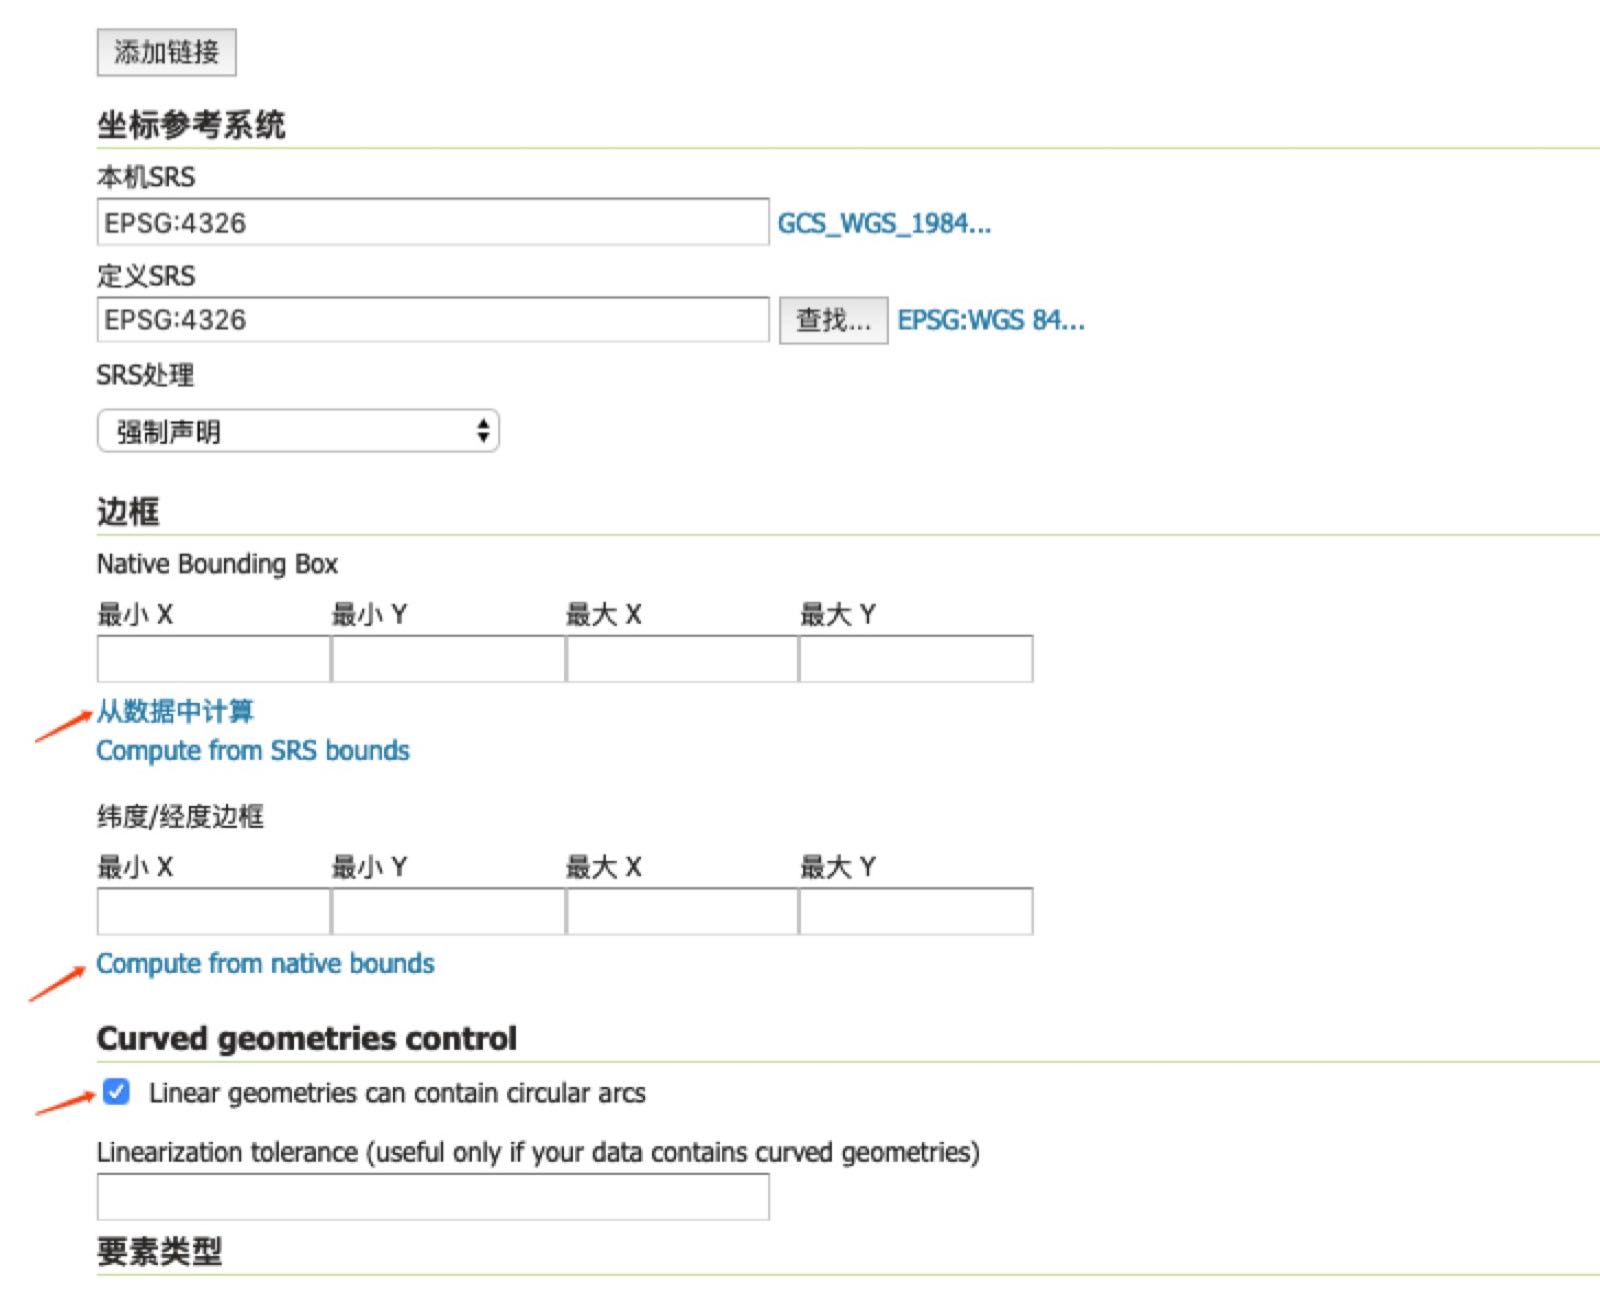 添加链接
坐标参考系统
本机SRS
EPSG:4326 GCS_WGS_1984...
定义SRS
EPSG:4326 查找... EPSG:WGS 84...
SRS处理
强制声明
边框
Native Bounding Box
最小 X 最小 Y 最大 X 最大 Y
从数据中计算
Compute from SRS bounds
纬度/经度边框
最小 X 最小 Y 最大 X 最大 Y
Compute from native bounds
Curved geometries control
Linear geometries can contain circular arcs
Linearization tolerance (useful only if your data contains curved geometries)
要素类型